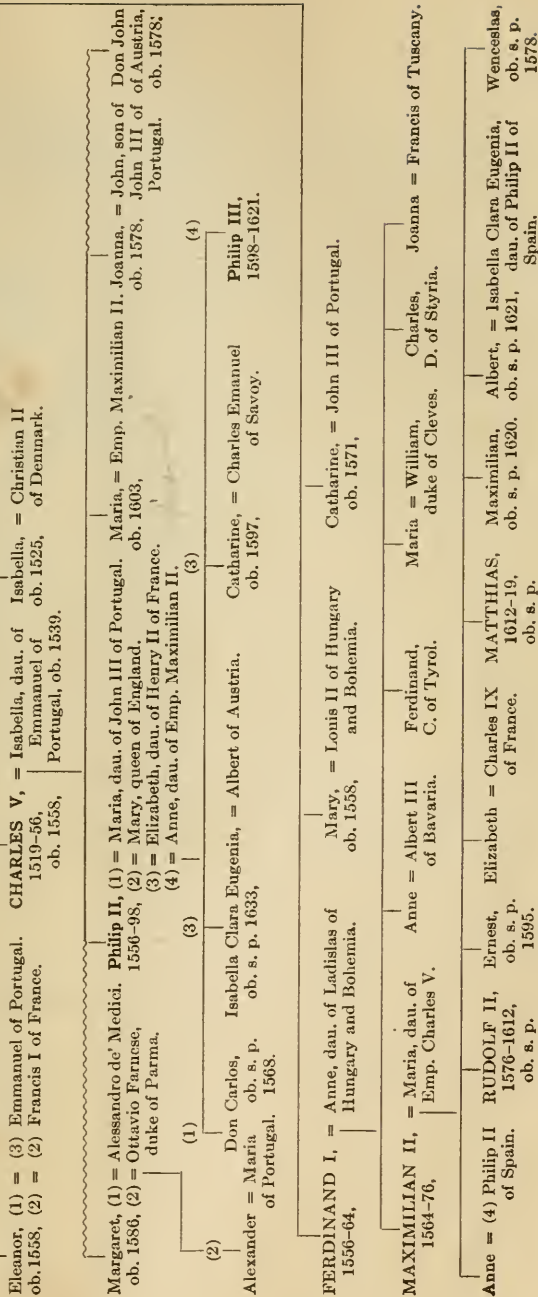 Eleanor, (1) = (3) Emmanuel of Portugal.
ob. 1558, (2) = (2) Francis I of France.
CHARLES V, = Isabella, dau. of
1519-56, Emmanuel of
ob. 1558, Portugal, ob. 1539.
Isabella, = Christian II
ob. 1525, of Denmark.
Margaret, (1) = Alessandro de' Medici.
ob. 1586, (2) = Ottavio Farnese,
duke of Parma.
Philip II, (1) = Maria, dau. of John III of Portugal.
1556-98, (2) = Mary, queen of England.
(3) = Elizabeth, dau. of Henry II of France.
(4) = Anne, dau. of Emp. Maximilian II.
Maria, = Emp. Maximilian II.
ob. 1603,
Joanna, = John, son of
ob. 1578, John III of
Portugal.
Don John
of Austria,
ob. 1578:
(2)
Alexander = Maria
of Portugal.
(1)
Don Carlos,
ob. s. p.
1568.
(3)
Isabella Clara Eugenia, = Albert of Austria.
ob. s. p. 1633,
(3)
Catharine, = Charles Emanuel
ob. 1597, of Savoy.
(4)
Philip III,
1598-1621.
FERDINAND I, = Anne, dau. of Ladislas of
1556-64, Hungary and Bohemia.
Mary, = Louis II of Hungary
ob. 1558, and Bohemia.
Catharine, = John III of Portugal.
ob. 1571,
MAXIMILIAN II, = Maria, dau. of
1564-76, Emp. Charles V.
Anne = Albert III
of Bavaria.
Ferdinand,
C. of Tyrol.
Maria = William,
duke of Cleves.
Charles,
D. of Styria.
Joanna = Francis of Tuscany.
Anne = (4) Philip II
of Spain.
RUDOLF II,
1576-1612,
ob. s. p.
Ernest,
ob. s. p.
1595.
Elizabeth = Charles IX
of France.
MATTHIAS,
1612-19,
ob. s. p.
Maximilian,
ob. s. p. 1620.
Albert, = Isabella Clara Eugenia,
ob. s. p. 1621, dau. of Philip II of
Spain.
Wenceslas,
ob. s. p.
1578.